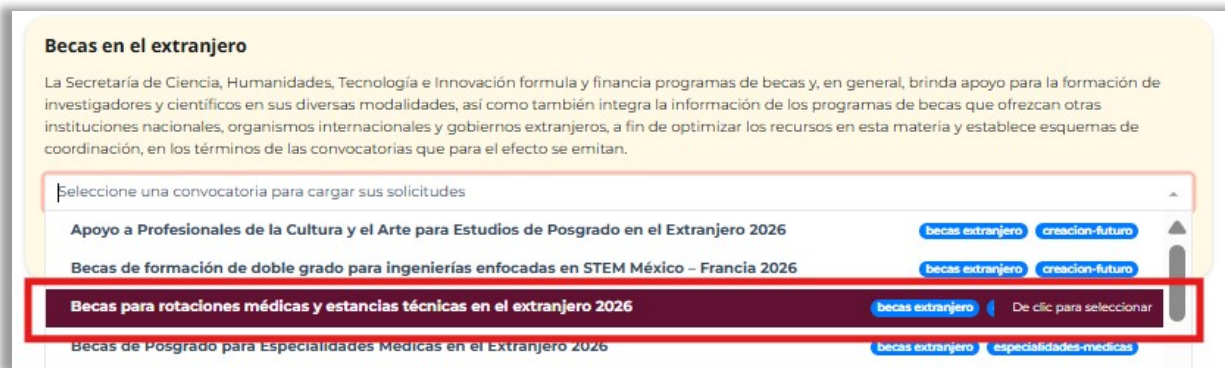 Becas en el extranjero
La Secretaría de Ciencia, Humanidades, Tecnología e Innovación formula y financia programas de becas y, en general, brinda apoyo para la formación de
investigadores y científicos en sus diversas modalidades, así como también integra la información de los programas de becas que ofrezcan otras
instituciones nacionales, organismos internacionales y gobiernos extranjeros, a fin de optimizar los recursos en esta materia y establece esquemas de
coordinación, en los términos de las convocatorias que para el efecto se emitan.
Seleccione una convocatoria para cargar sus solicitudes
Apoyo a Profesionales de la Cultura y el Arte para Estudios de Posgrado en el Extranjero 2026 becas extranjero creacion-futuro
Becas de formación de doble grado para ingenierías enfocadas en STEM México – Francia 2026 becas extranjero creacion-futuro
Becas para rotaciones médicas y estancias técnicas en el extranjero 2026 becas extranjero De clic para seleccionar
Becas de Posgrado para Especialidades Médicas en el Extranjero 2026 becas extranjero especialidades-medicas